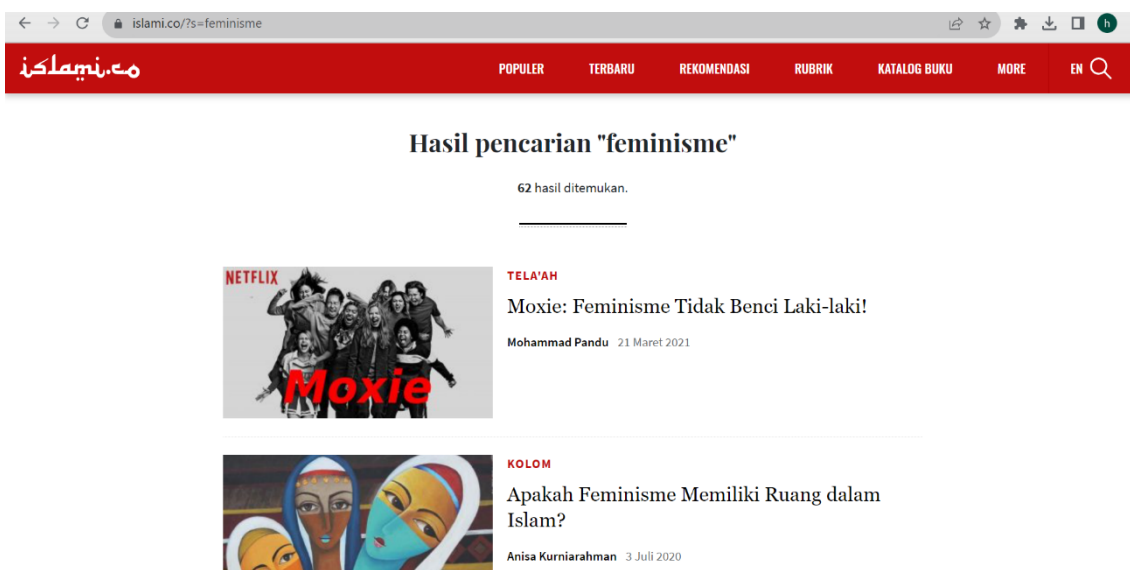 islami.co/?s=feminisme
h
islami.co
POPULER TERBARU REKOMENDASI RUBRIK KATALOG BUKU MORE EN
Hasil pencarian "feminisme"
62 hasil ditemukan.
NETFLIX
Moxie
TELA'AH
Moxie: Feminisme Tidak Benci Laki-laki!
Mohammad Pandu 21 Maret 2021
KOLOM
Apakah Feminisme Memiliki Ruang dalam
Islam?
Anisa Kurniarahman 3 Juli 2020